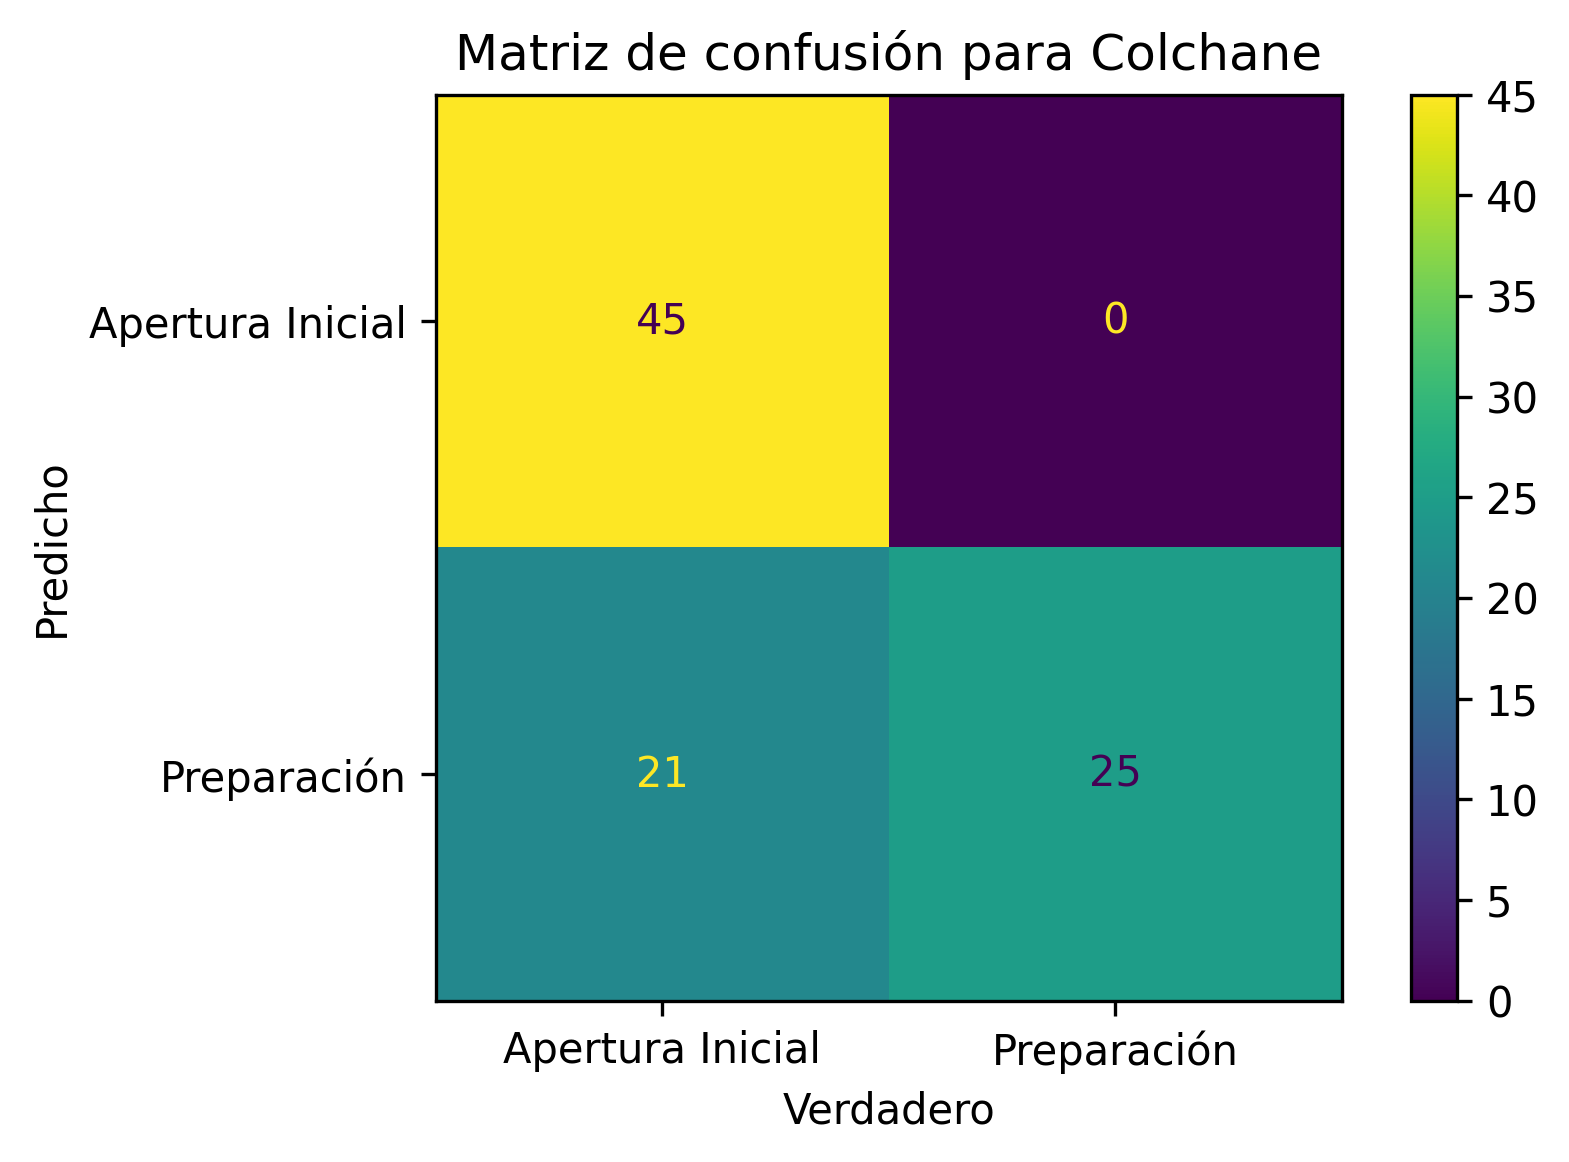 Matriz de confusión para Colchane
Predicho
Apertura Inicial
45
0
Preparación
21
25
Apertura Inicial
Preparación
Verdadero
45
40
35
30
25
20
15
10
5
0